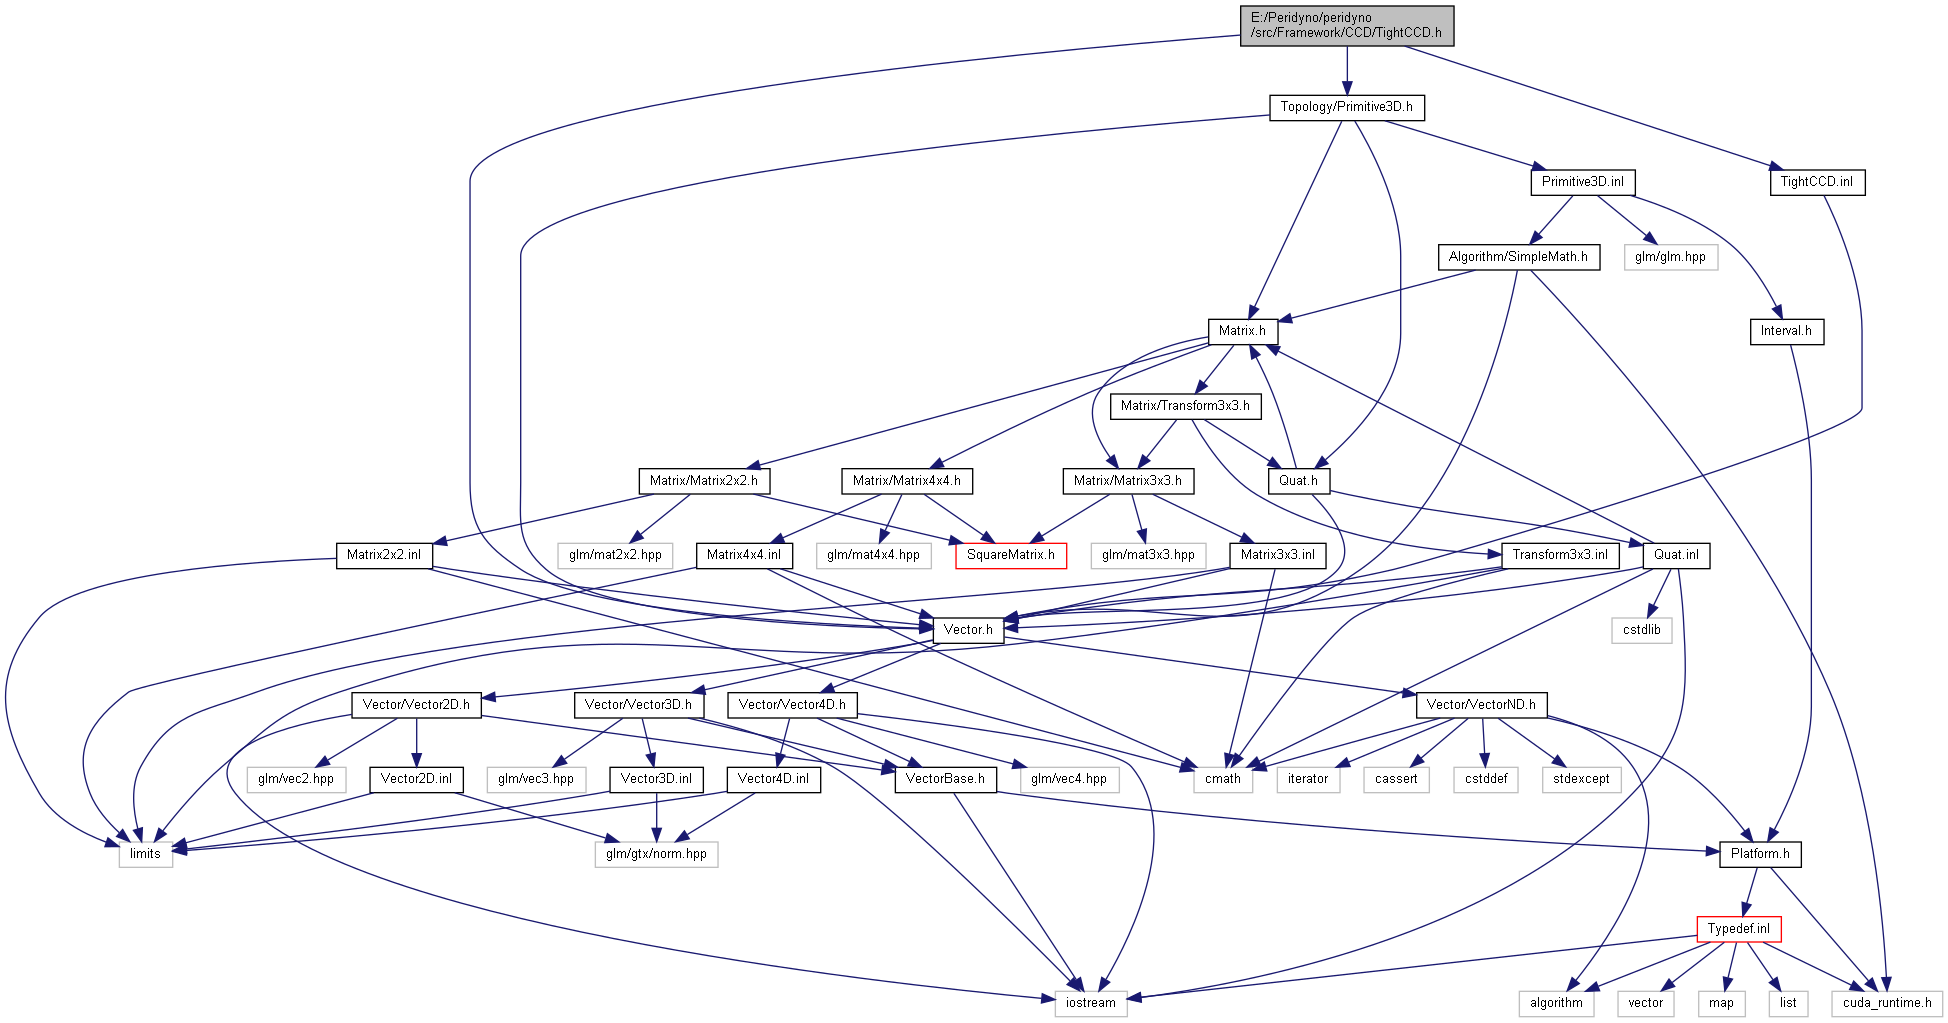 E:/Peridyno/peridyno
/src/Framework/CCD/TightCCD.h
Topology/Primitive3D.h
Primitive3D.inl
TightCCD.inl
Algorithm/SimpleMath.h
glm/glm.hpp
Matrix.h
Interval.h
Matrix/Transform3x3.h
Matrix/Matrix2x2.h
Matrix/Matrix4x4.h
Matrix/Matrix3x3.h
Quat.h
Matrix2x2.inl
glm/mat2x2.hpp
Matrix4x4.inl
glm/mat4x4.hpp
SquareMatrix.h
glm/mat3x3.hpp
Matrix3x3.inl
Transform3x3.inl
Quat.inl
Vector.h
cstdlib
Vector/Vector2D.h
Vector/Vector3D.h
Vector/Vector4D.h
Vector/VectorND.h
glm/vec2.hpp
Vector2D.inl
glm/vec3.hpp
Vector3D.inl
Vector4D.inl
VectorBase.h
glm/vec4.hpp
cmath
iterator
cassert
cstddef
stdexcept
limits
glm/gtx/norm.hpp
Platform.h
Typedef.inl
iostream
algorithm
vector
map
list
cuda_runtime.h